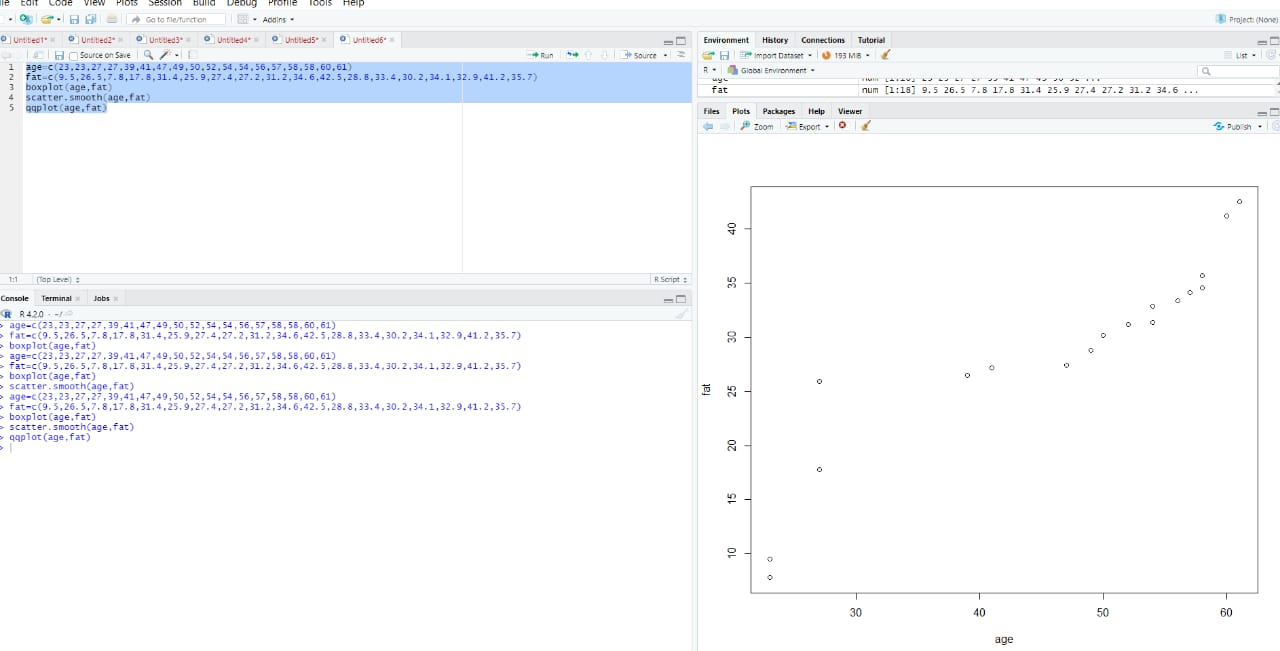 File Edit Code View Plots Session Build Debug Profile Tools Help
Go to file/function Addins Project: (None)
Untitled1* Untitled2* Untitled3* Untitled4* Untitled5* Untitled6*
Source on Save Run Source
1 age=c(23,23,27,27,39,41,47,49,50,52,54,54,56,57,58,58,60,61)
2 fat=c(9.5,26.5,7.8,17.8,31.4,25.9,27.4,27.2,31.2,34.6,42.5,28.8,33.4,30.2,34.1,32.9,41.2,35.7)
3 boxplot(age,fat)
4 scatter.smooth(age,fat)
5 qqplot(age,fat)
1:1 (Top Level) R Script
Console Terminal Jobs
R 4.2.0 · ~/
> age=c(23,23,27,27,39,41,47,49,50,52,54,54,56,57,58,58,60,61)
> fat=c(9.5,26.5,7.8,17.8,31.4,25.9,27.4,27.2,31.2,34.6,42.5,28.8,33.4,30.2,34.1,32.9,41.2,35.7)
> boxplot(age,fat)
> age=c(23,23,27,27,39,41,47,49,50,52,54,54,56,57,58,58,60,61)
> fat=c(9.5,26.5,7.8,17.8,31.4,25.9,27.4,27.2,31.2,34.6,42.5,28.8,33.4,30.2,34.1,32.9,41.2,35.7)
> boxplot(age,fat)
> scatter.smooth(age,fat)
> age=c(23,23,27,27,39,41,47,49,50,52,54,54,56,57,58,58,60,61)
> fat=c(9.5,26.5,7.8,17.8,31.4,25.9,27.4,27.2,31.2,34.6,42.5,28.8,33.4,30.2,34.1,32.9,41.2,35.7)
> boxplot(age,fat)
> scatter.smooth(age,fat)
> qqplot(age,fat)
>
Environment History Connections Tutorial
Import Dataset 193 MiB List
R Global Environment
age num [1:18] 23 23 27 27 39 41 47 49 50 52 ...
fat num [1:18] 9.5 26.5 7.8 17.8 31.4 25.9 27.4 27.2 31.2 34.6 ...
Files Plots Packages Help Viewer
Zoom Export Publish
40
35
30
25
20
15
10
fat
30 40 50 60
age